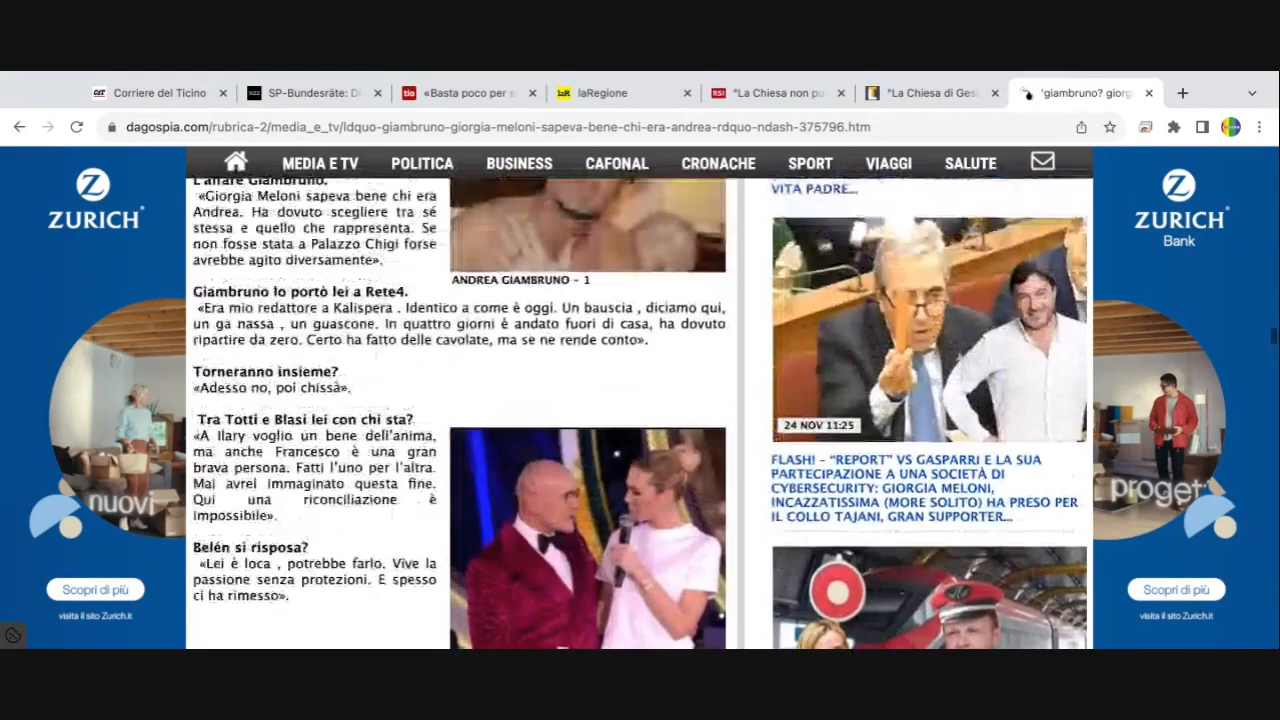 Corriere del Ticino
SP-Bundesräte: Di
«Basta poco per s
laRegione
"La Chiesa non pu
"La Chiesa di Ges
'giambruno? giorg
dagospia.com/rubrica-2/media_e_tv/ldquo-giambruno-giorgia-meloni-sapeva-bene-chi-era-andrea-rdquo-ndash-375796.htm
MEDIA E TV POLITICA BUSINESS CAFONAL CRONACHE SPORT VIAGGI SALUTE
ZURICH
nuovi
Scopri di più
visita il sito Zurich.it
L'affare Giambruno.
«Giorgia Meloni sapeva bene chi era
Andrea. Ha dovuto scegliere tra sé
stessa e quello che rappresenta. Se
non fosse stata a Palazzo Chigi forse
avrebbe agito diversamente».
ANDREA GIAMBRUNO - 1
Giambruno lo portò lei a Rete4.
«Era mio redattore a Kalispera . Identico a come è oggi. Un bauscia , diciamo qui,
un ga nassa , un guascone. In quattro giorni è andato fuori di casa, ha dovuto
ripartire da zero. Certo ha fatto delle cavolate, ma se ne rende conto».
Torneranno insieme?
«Adesso no, poi chissà».
Tra Totti e Blasi lei con chi sta?
«A Ilary voglio un bene dell'anima,
ma anche Francesco è una gran
brava persona. Fatti l'uno per l'altra.
Mai avrei immaginato questa fine.
Qui una riconciliazione è
impossibile».
Belén si risposa?
«Lei è loca , potrebbe farlo. Vive la
passione senza protezioni. E spesso
ci ha rimesso».
VITA PADRE...
24 NOV 11:25
FLASH! – "REPORT" VS GASPARRI E LA SUA
PARTECIPAZIONE A UNA SOCIETÀ DI
CYBERSECURITY: GIORGIA MELONI,
INCAZZATISSIMA (MORE SOLITO) HA PRESO PER
IL COLLO TAJANI, GRAN SUPPORTER...
ZURICH
Bank
proget
Scopri di più
visita il sito Zurich.it